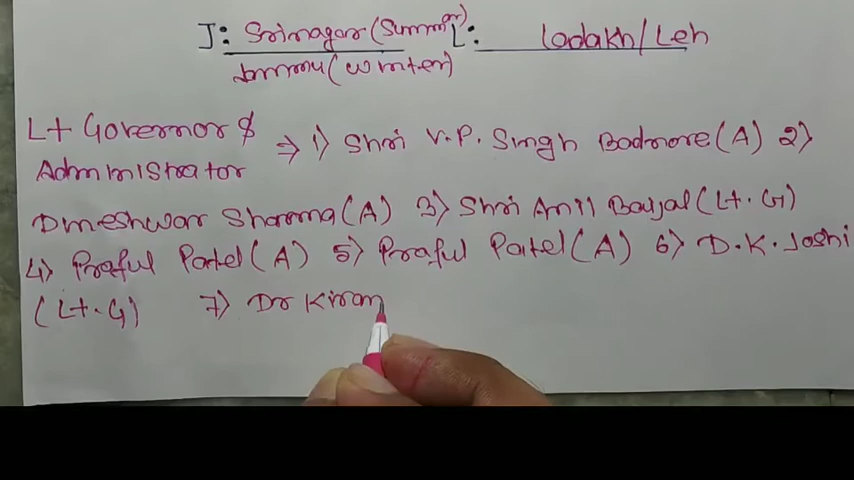 J: Srinagar (Summer) L: Ladakh/Leh
Jammu (winter)
Lt Governor $ ⇒ 1) Shri V.P. Singh Badnore (A) 2)
Administrator
Dineshwar Sharma (A) 3) Shri Anil Baijal (Lt. G)
4) Praful Patel (A) 5) Praful Patel (A) 6) D.K. Joshi
(Lt. G) 7) Dr Kiran